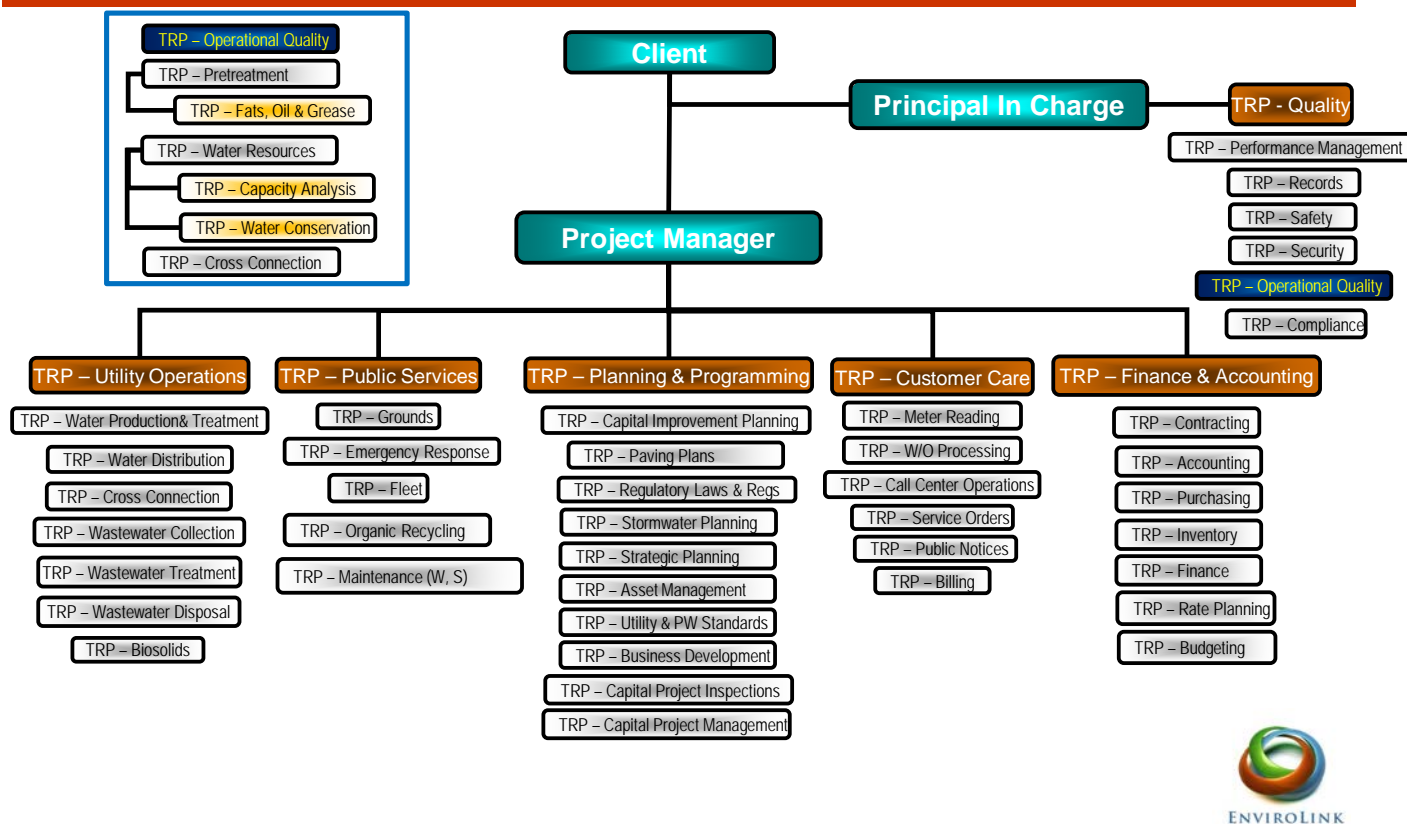 TRP – Operational Quality
TRP – Pretreatment
TRP – Fats, Oil & Grease
TRP – Water Resources
TRP – Capacity Analysis
TRP – Water Conservation
TRP – Cross Connection
Client
Principal In Charge
Project Manager
TRP - Quality
TRP – Performance Management
TRP – Records
TRP – Safety
TRP – Security
TRP – Operational Quality
TRP – Compliance
TRP – Utility Operations
TRP – Water Production& Treatment
TRP – Water Distribution
TRP – Cross Connection
TRP – Wastewater Collection
TRP – Wastewater Treatment
TRP – Wastewater Disposal
TRP – Biosolids
TRP – Public Services
TRP – Grounds
TRP – Emergency Response
TRP – Fleet
TRP – Organic Recycling
TRP – Maintenance (W, S)
TRP – Planning & Programming
TRP – Capital Improvement Planning
TRP – Paving Plans
TRP – Regulatory Laws & Regs
TRP – Stormwater Planning
TRP – Strategic Planning
TRP – Asset Management
TRP – Utility & PW Standards
TRP – Business Development
TRP – Capital Project Inspections
TRP – Capital Project Management
TRP – Customer Care
TRP – Meter Reading
TRP – W/O Processing
TRP – Call Center Operations
TRP – Service Orders
TRP – Public Notices
TRP – Billing
TRP – Finance & Accounting
TRP – Contracting
TRP – Accounting
TRP – Purchasing
TRP – Inventory
TRP – Finance
TRP – Rate Planning
TRP – Budgeting
ENVIROLINK